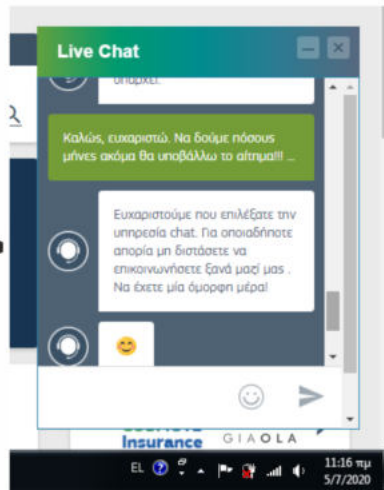 Live Chat
υπάρχει.
Καλώς, ευχαριστώ. Να δούμε πόσους
μήνες ακόμα θα υποβάλλω το αίτημα!!! ...
Ευχαριστούμε που επιλέξατε την
υπηρεσία chat. Για οποιαδήποτε
απορία μη διστάσετε να
επικοινωνήσετε ξανά μαζί μας .
Να έχετε μία όμορφη μέρα!
😊
Insurance GIAOLA
EL
11:16 πμ
5/7/2020